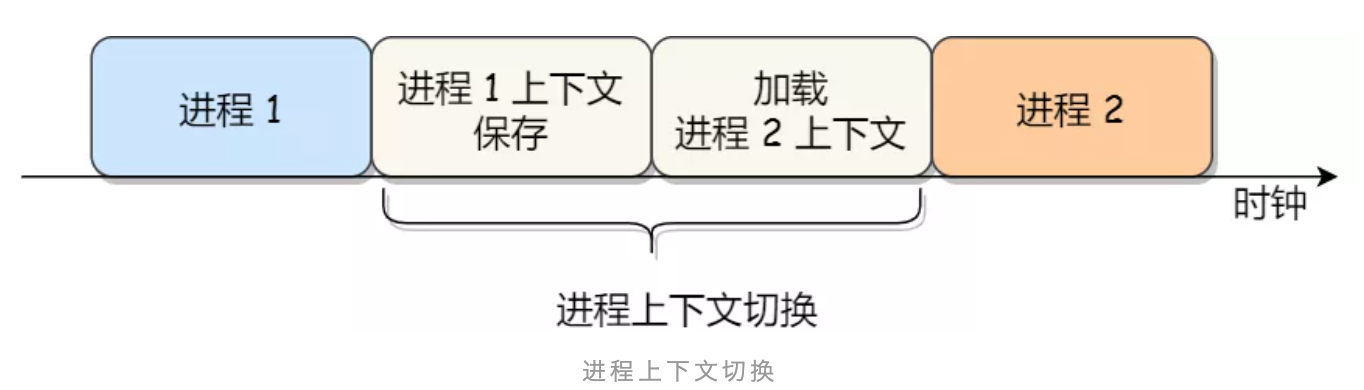 进程 1
进程 1 上下文
保存
加载
进程 2 上下文
进程 2
时钟
进程上下文切换
进程上下文切换